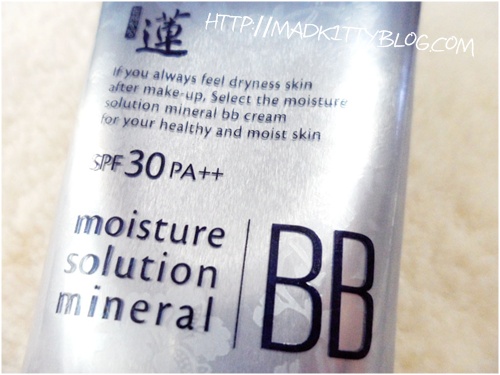 HTTP://MADKITTYBLOG.COM
蓮
If you always feel dryness skin
after make-up, Select the moisture
solution mineral bb cream
for your healthy and moist skin
SPF 30 PA++
moisture
solution
mineral
BB